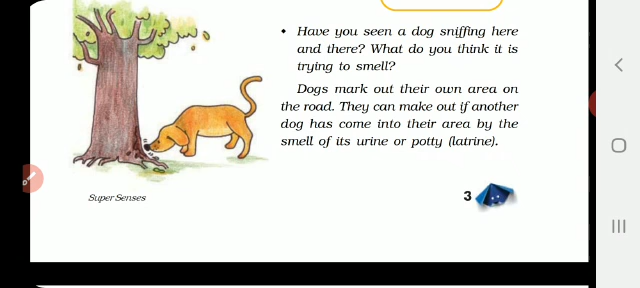 • Have you seen a dog sniffing here
and there? What do you think it is
trying to smell?
Dogs mark out their own area on
the road. They can make out if another
dog has come into their area by the
smell of its urine or potty (latrine).
Super Senses
3